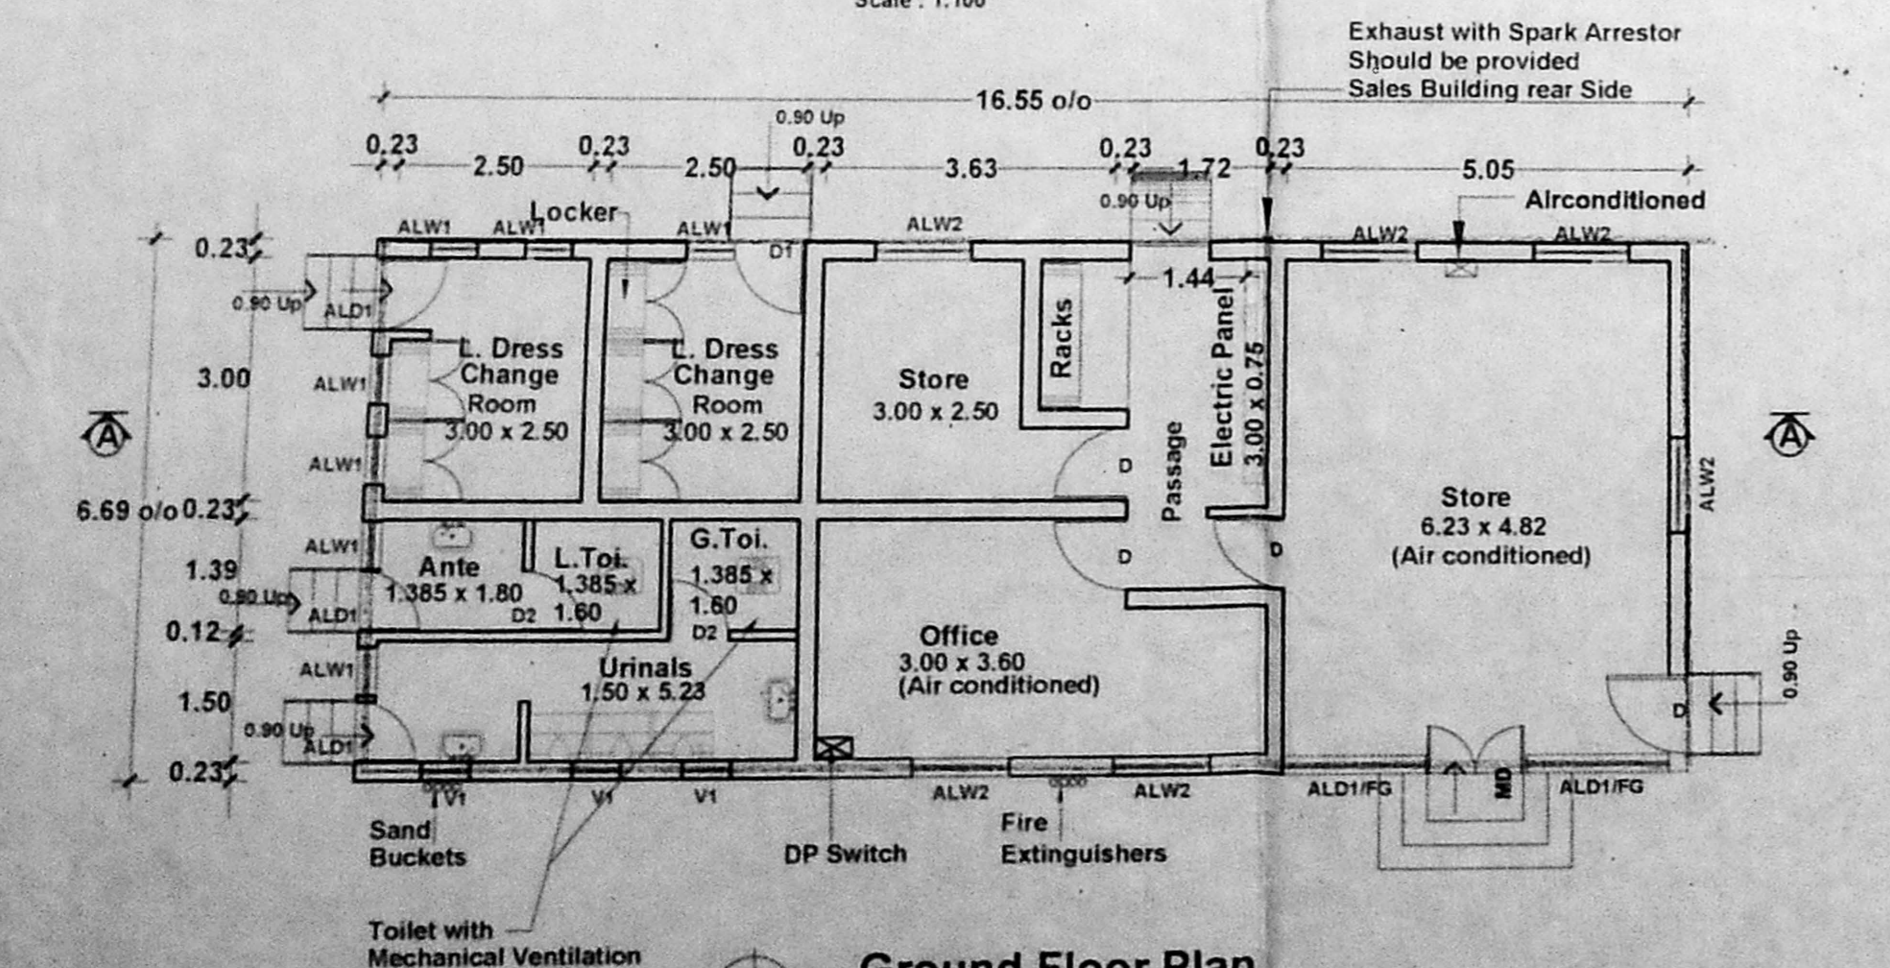 Scale : 1:100
Exhaust with Spark Arrestor
Should be provided
Sales Building rear Side
16.55 o/o
0.90 Up
0.23 0.23 0.23 0.23 0.23
2.50 2.50 3.63 1.72 5.05
0.90 Up
Airconditioned
Locker
ALW1 ALW1 ALW1 ALW2 ALW2 ALW2
0.23
D1
1.44
0.90 Up
ALD1
Racks
Electric Panel
3.00 x 0.75
Passage
L. Dress
Change
Room
3.00 x 2.50
L. Dress
Change
Room
3.00 x 2.50
Store
3.00 x 2.50
3.00
ALW1
A
A
ALW1
D
ALW2
6.69 o/o
0.23
Store
6.23 x 4.82
(Air conditioned)
ALW1
Ante
1.385 x 1.80
L.Toi.
1.385 x
1.60
G.Toi.
1.385 x
1.60
D
D
1.39
0.90 Up
ALD1
D2
D2
0.12
Office
3.00 x 3.60
(Air conditioned)
ALW1
Urinals
1.50 x 5.23
0.90 Up
1.50
0.90 Up
ALD1
D
0.23
V1 V1 V1
ALW2 ALW2
ALD1/FG
MD
ALD1/FG
Sand
Buckets
DP Switch
Fire
Extinguishers
Toilet with
Mechanical Ventilation
Ground Floor Plan